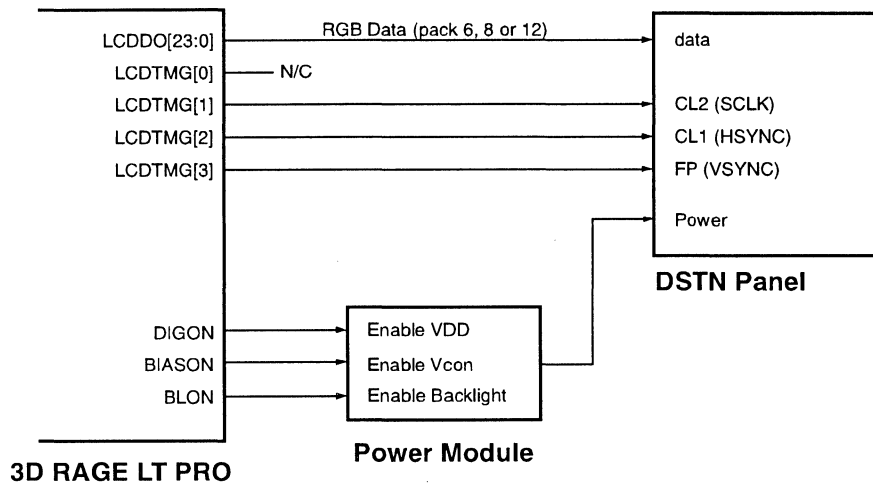 LCDDO[23:0]
RGB Data (pack 6, 8 or 12)
data
LCDTMG[0]
N/C
LCDTMG[1]
CL2 (SCLK)
LCDTMG[2]
CL1 (HSYNC)
LCDTMG[3]
FP (VSYNC)
Power
DSTN Panel
DIGON
Enable VDD
BIASON
Enable Vcon
BLON
Enable Backlight
Power Module
3D RAGE LT PRO